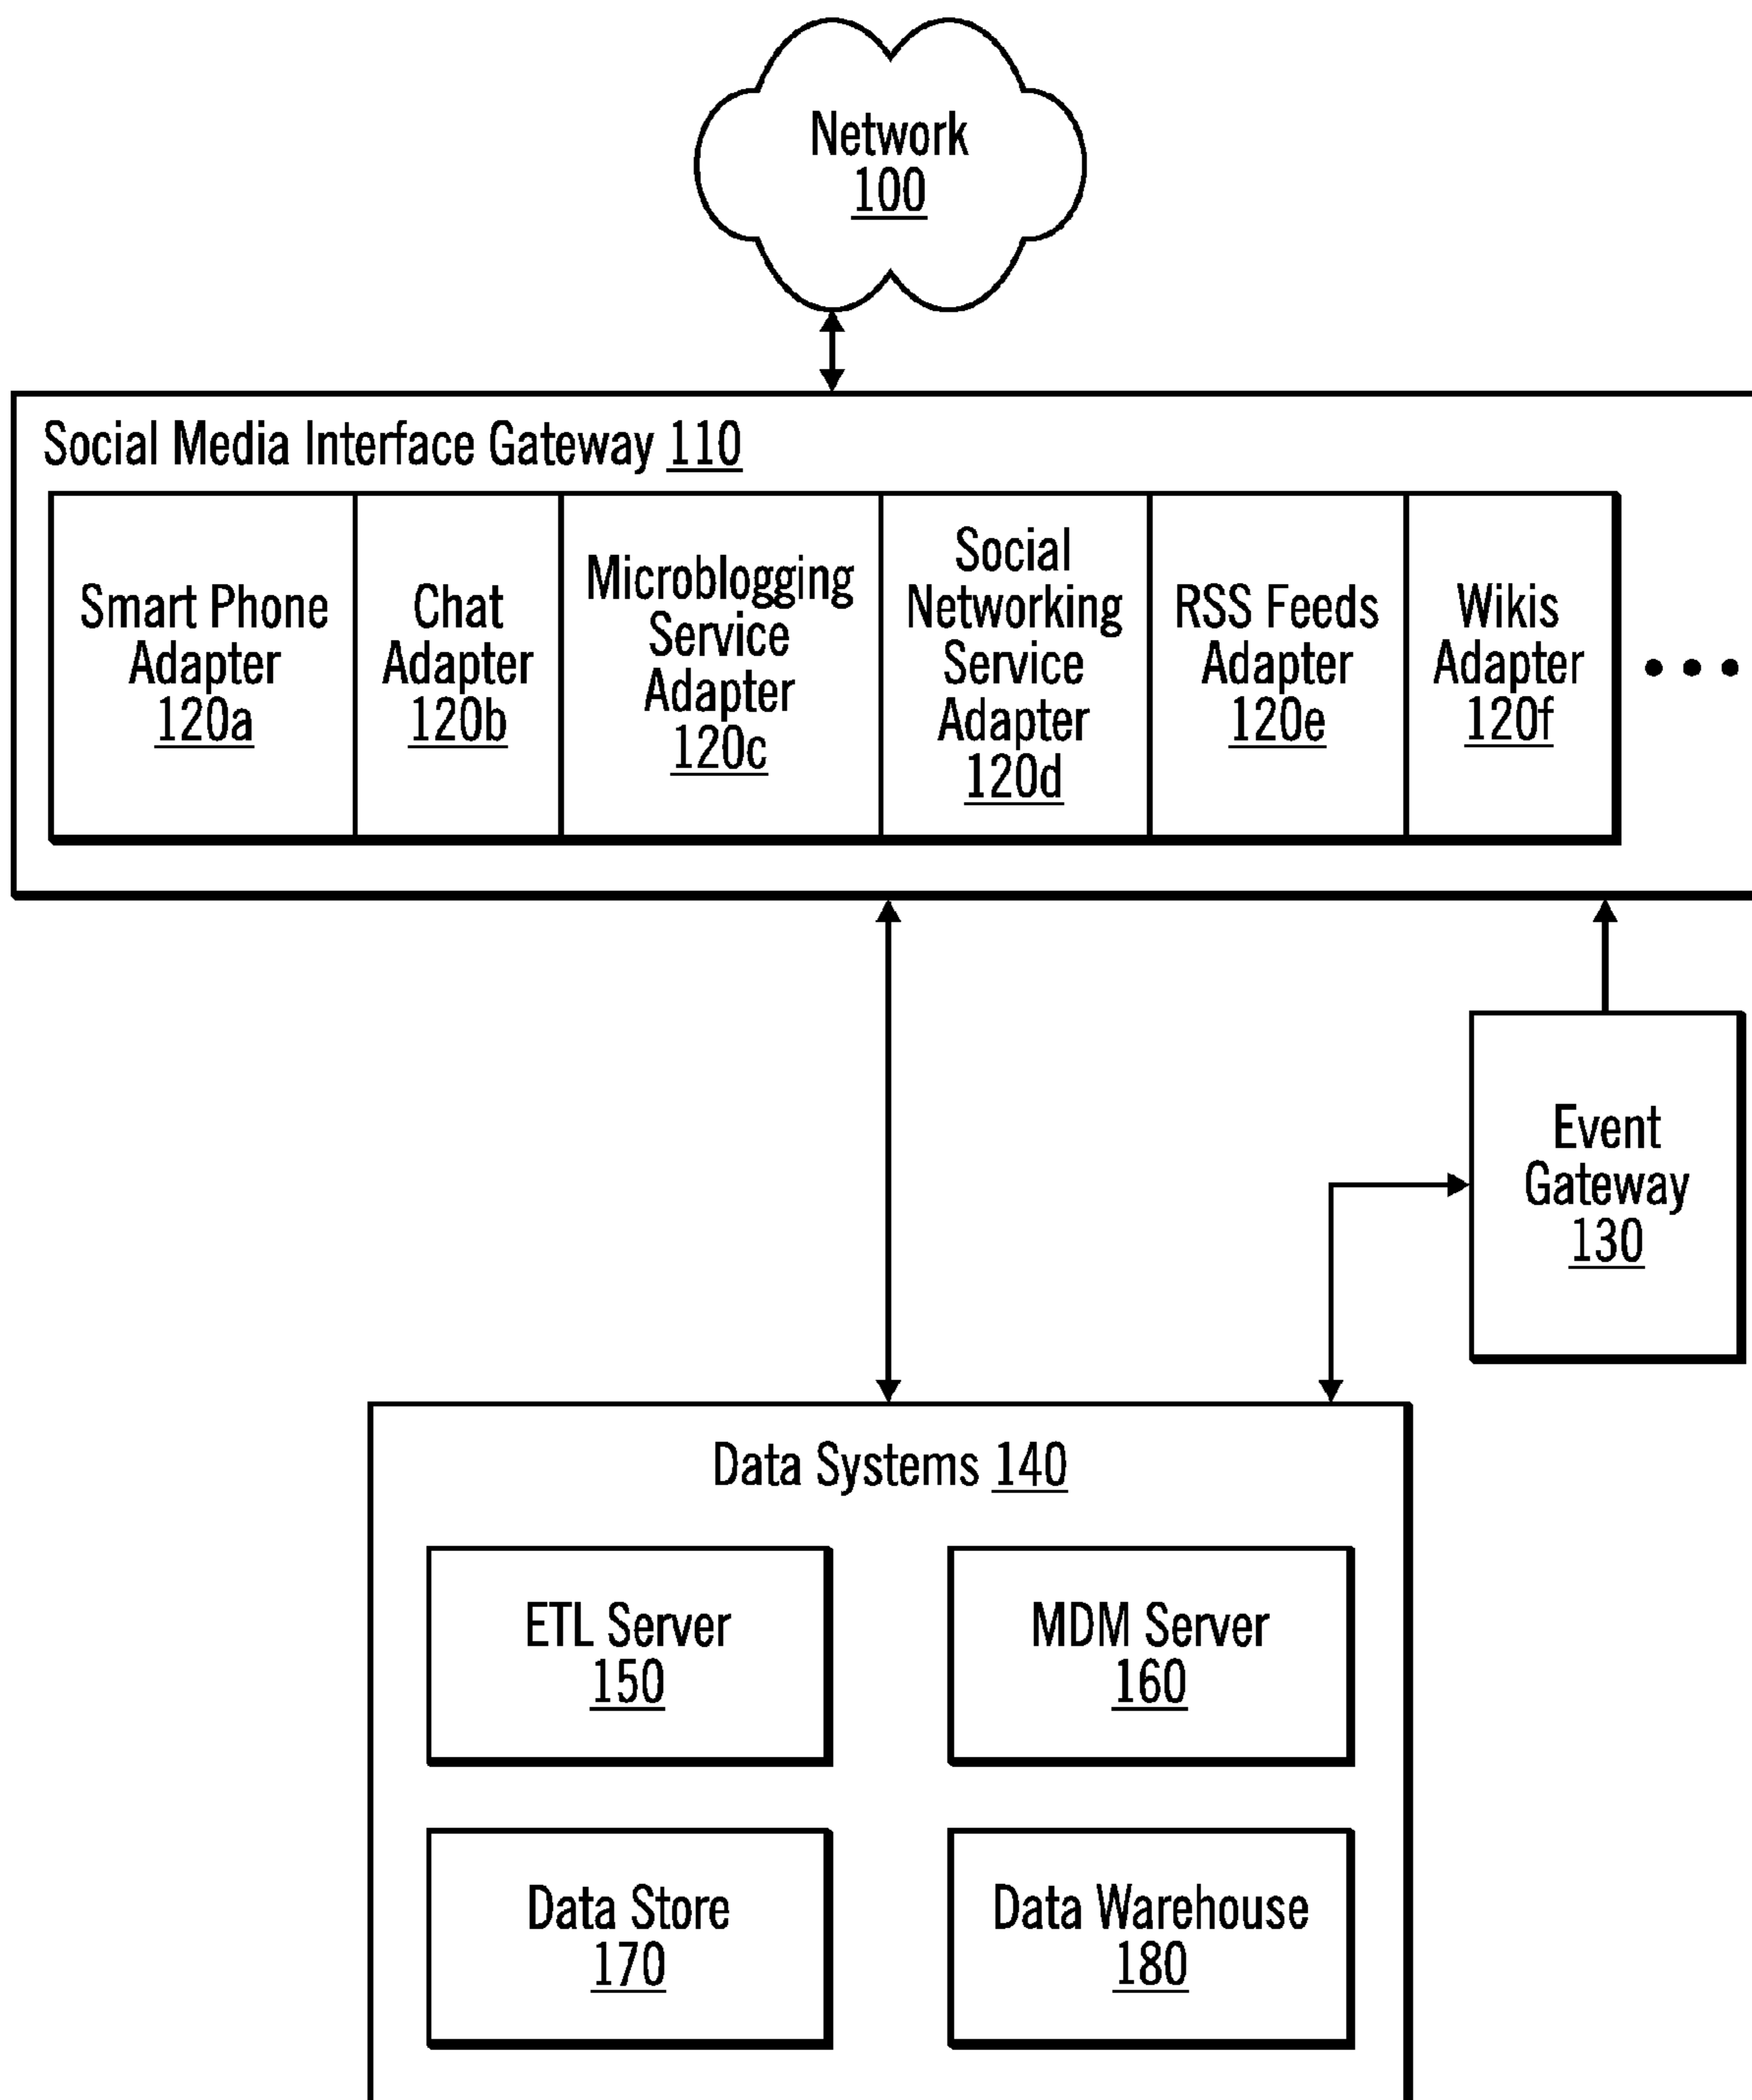 Network
100
Social Media Interface Gateway 110
Smart Phone
Adapter
120a
Chat
Adapter
120b
Microblogging
Service
Adapter
120c
Social
Networking
Service
Adapter
120d
RSS Feeds
Adapter
120e
Wikis
Adapter
120f
Event
Gateway
130
Data Systems 140
ETL Server
150
MDM Server
160
Data Store
170
Data Warehouse
180